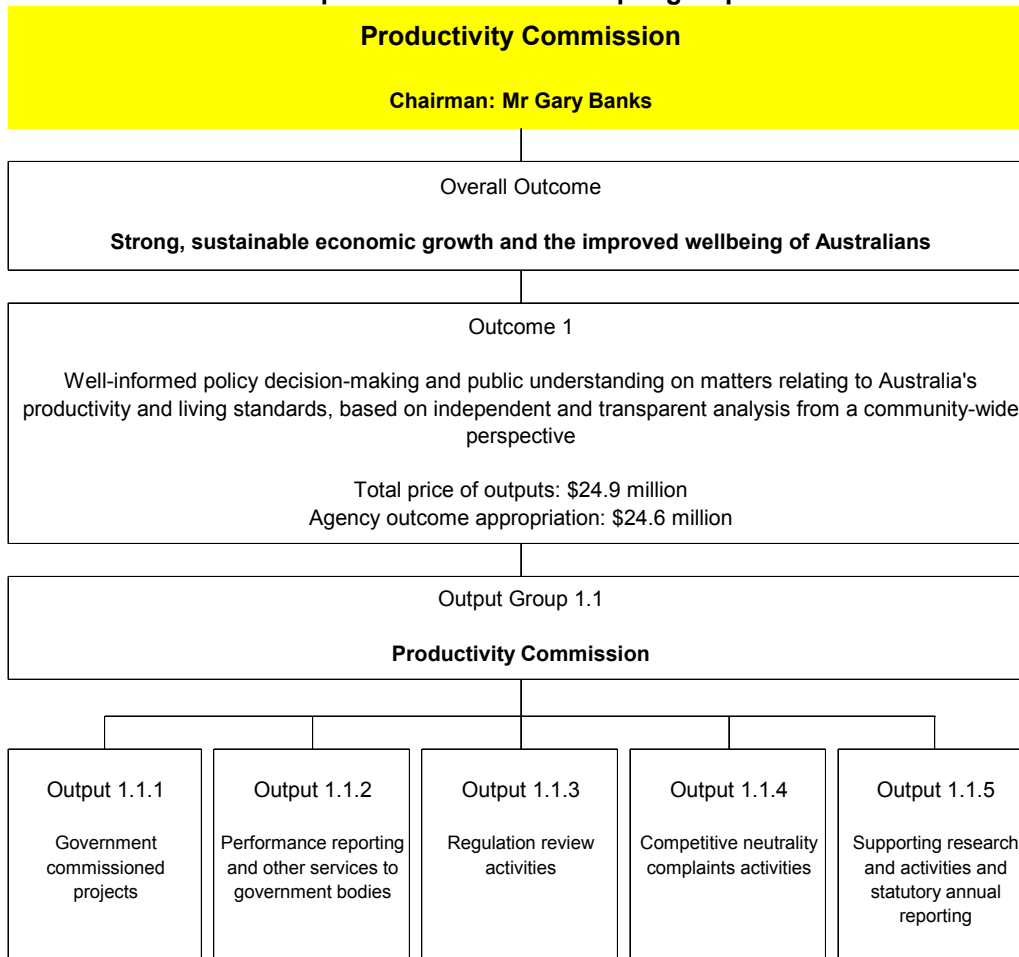 Productivity Commission
Chairman: Mr Gary Banks
Overall Outcome
Strong, sustainable economic growth and the improved wellbeing of Australians
Outcome 1
Well-informed policy decision-making and public understanding on matters relating to Australia's
productivity and living standards, based on independent and transparent analysis from a community-wide
perspective
Total price of outputs: $24.9 million
Agency outcome appropriation: $24.6 million
Output Group 1.1
Productivity Commission
Output 1.1.1
Government
commissioned
projects
Output 1.1.2
Performance reporting
and other services to
government bodies
Output 1.1.3
Regulation review
activities
Output 1.1.4
Competitive neutrality
complaints activities
Output 1.1.5
Supporting research
and activities and
statutory annual
reporting